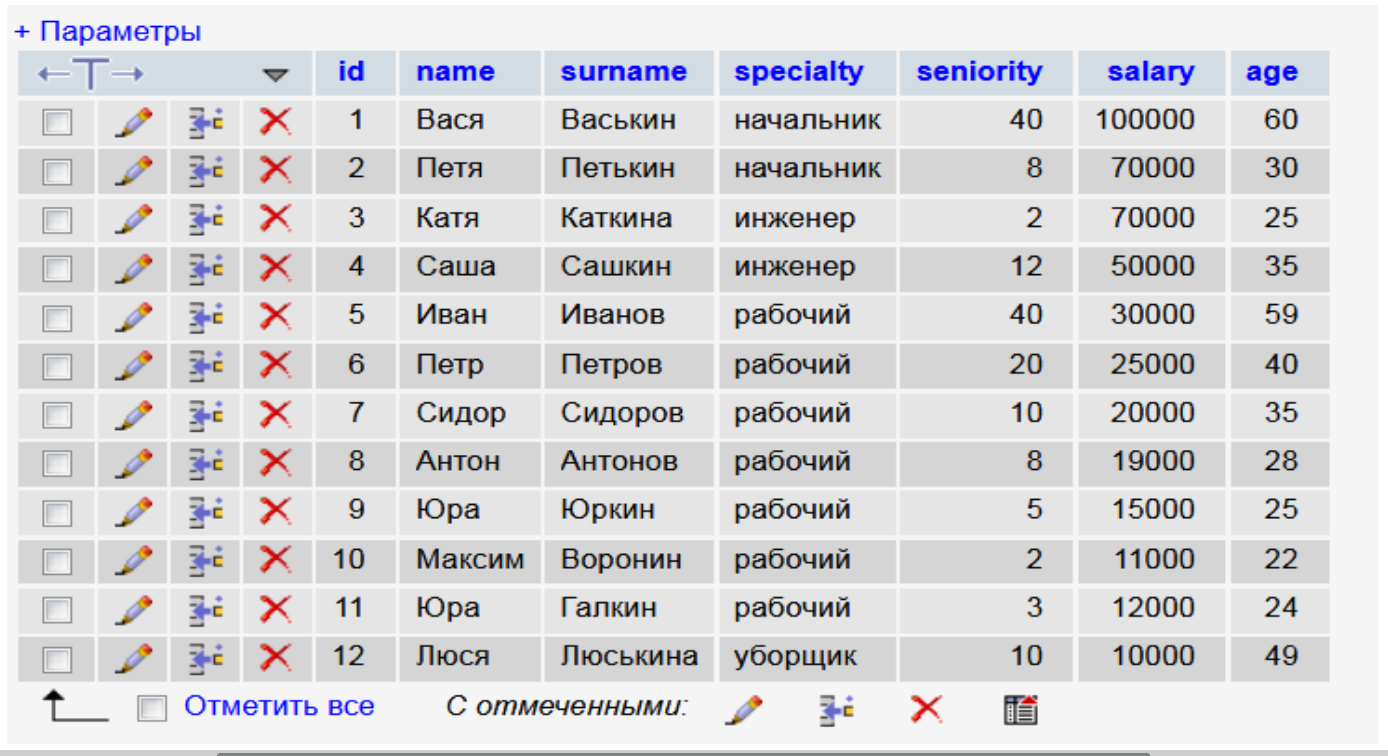 + Параметры
id name surname specialty seniority salary age
1 Вася Васькин начальник 40 100000 60
2 Петя Петькин начальник 8 70000 30
3 Катя Каткина инженер 2 70000 25
4 Саша Сашкин инженер 12 50000 35
5 Иван Иванов рабочий 40 30000 59
6 Петр Петров рабочий 20 25000 40
7 Сидор Сидоров рабочий 10 20000 35
8 Антон Антонов рабочий 8 19000 28
9 Юра Юркин рабочий 5 15000 25
10 Максим Воронин рабочий 2 11000 22
11 Юра Галкин рабочий 3 12000 24
12 Люся Люськина уборщик 10 10000 49
Отметить все С отмеченными: